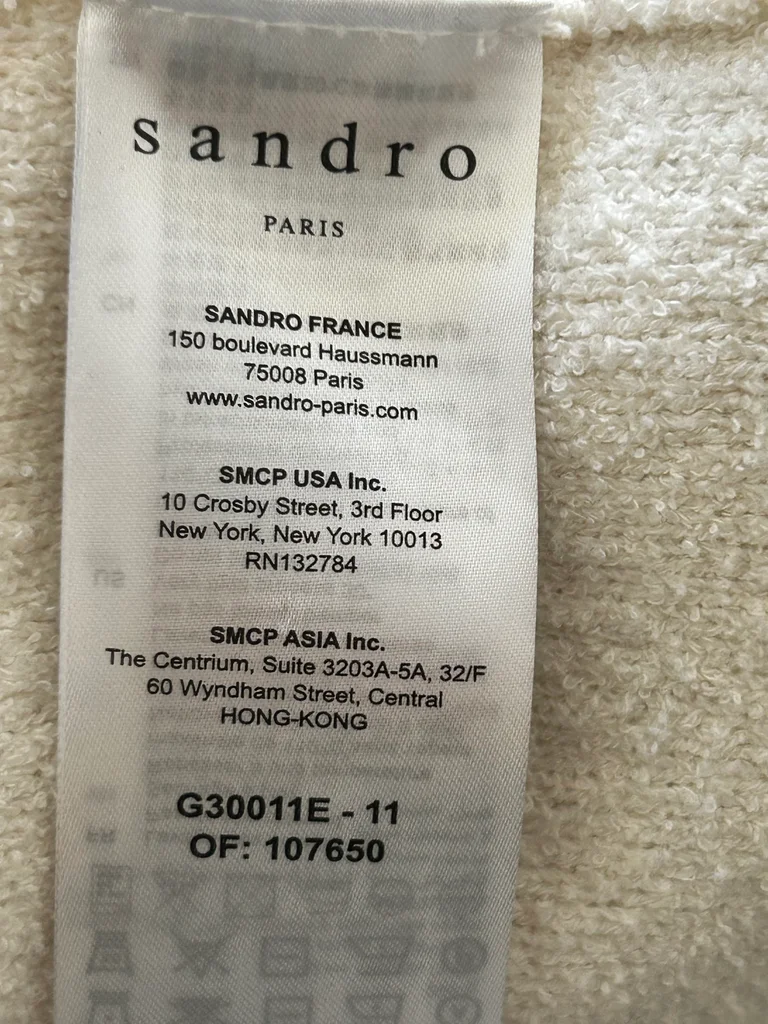 sandro
PARIS
SANDRO FRANCE
150 boulevard Haussmann
75008 Paris
www.sandro-paris.com
SMCP USA Inc.
10 Crosby Street, 3rd Floor
New York, New York 10013
RN132784
SMCP ASIA Inc.
The Centrium, Suite 3203A-5A, 32/F
60 Wyndham Street, Central
HONG-KONG
G30011E - 11
OF: 107650